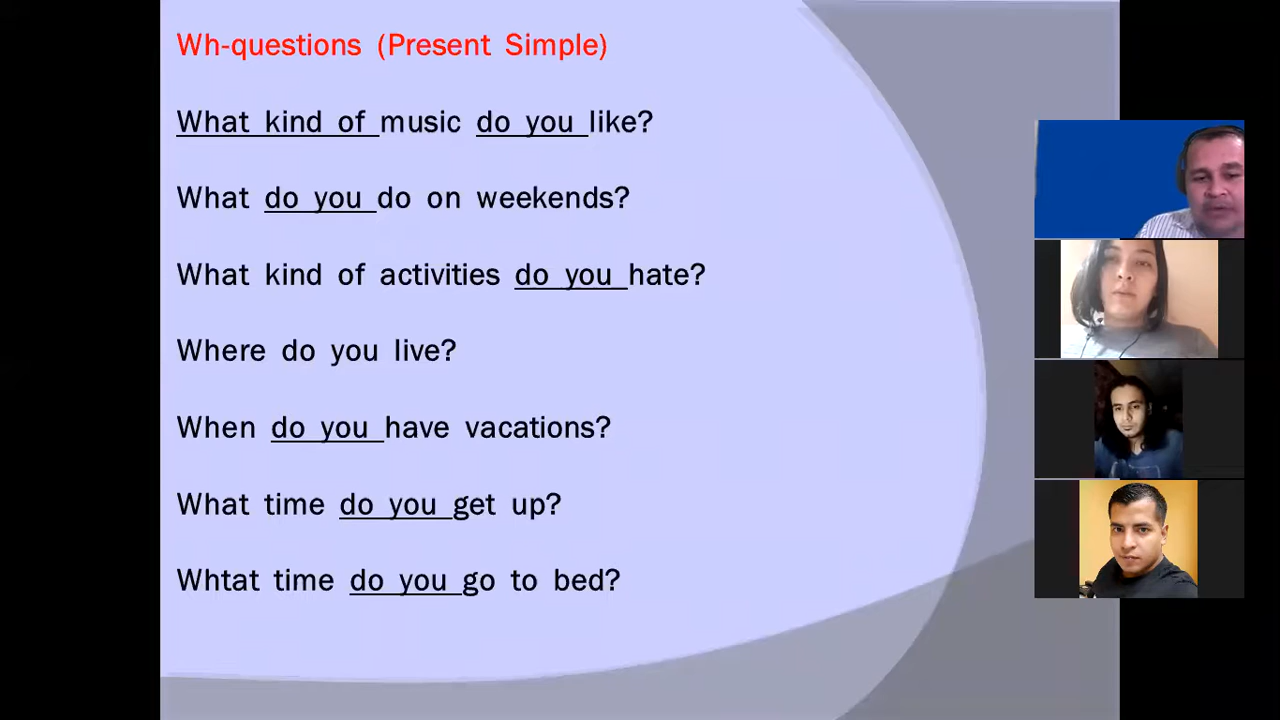 Wh-questions (Present Simple)
What kind of music do you like?
What do you do on weekends?
What kind of activities do you hate?
Where do you live?
When do you have vacations?
What time do you get up?
Whtat time do you go to bed?